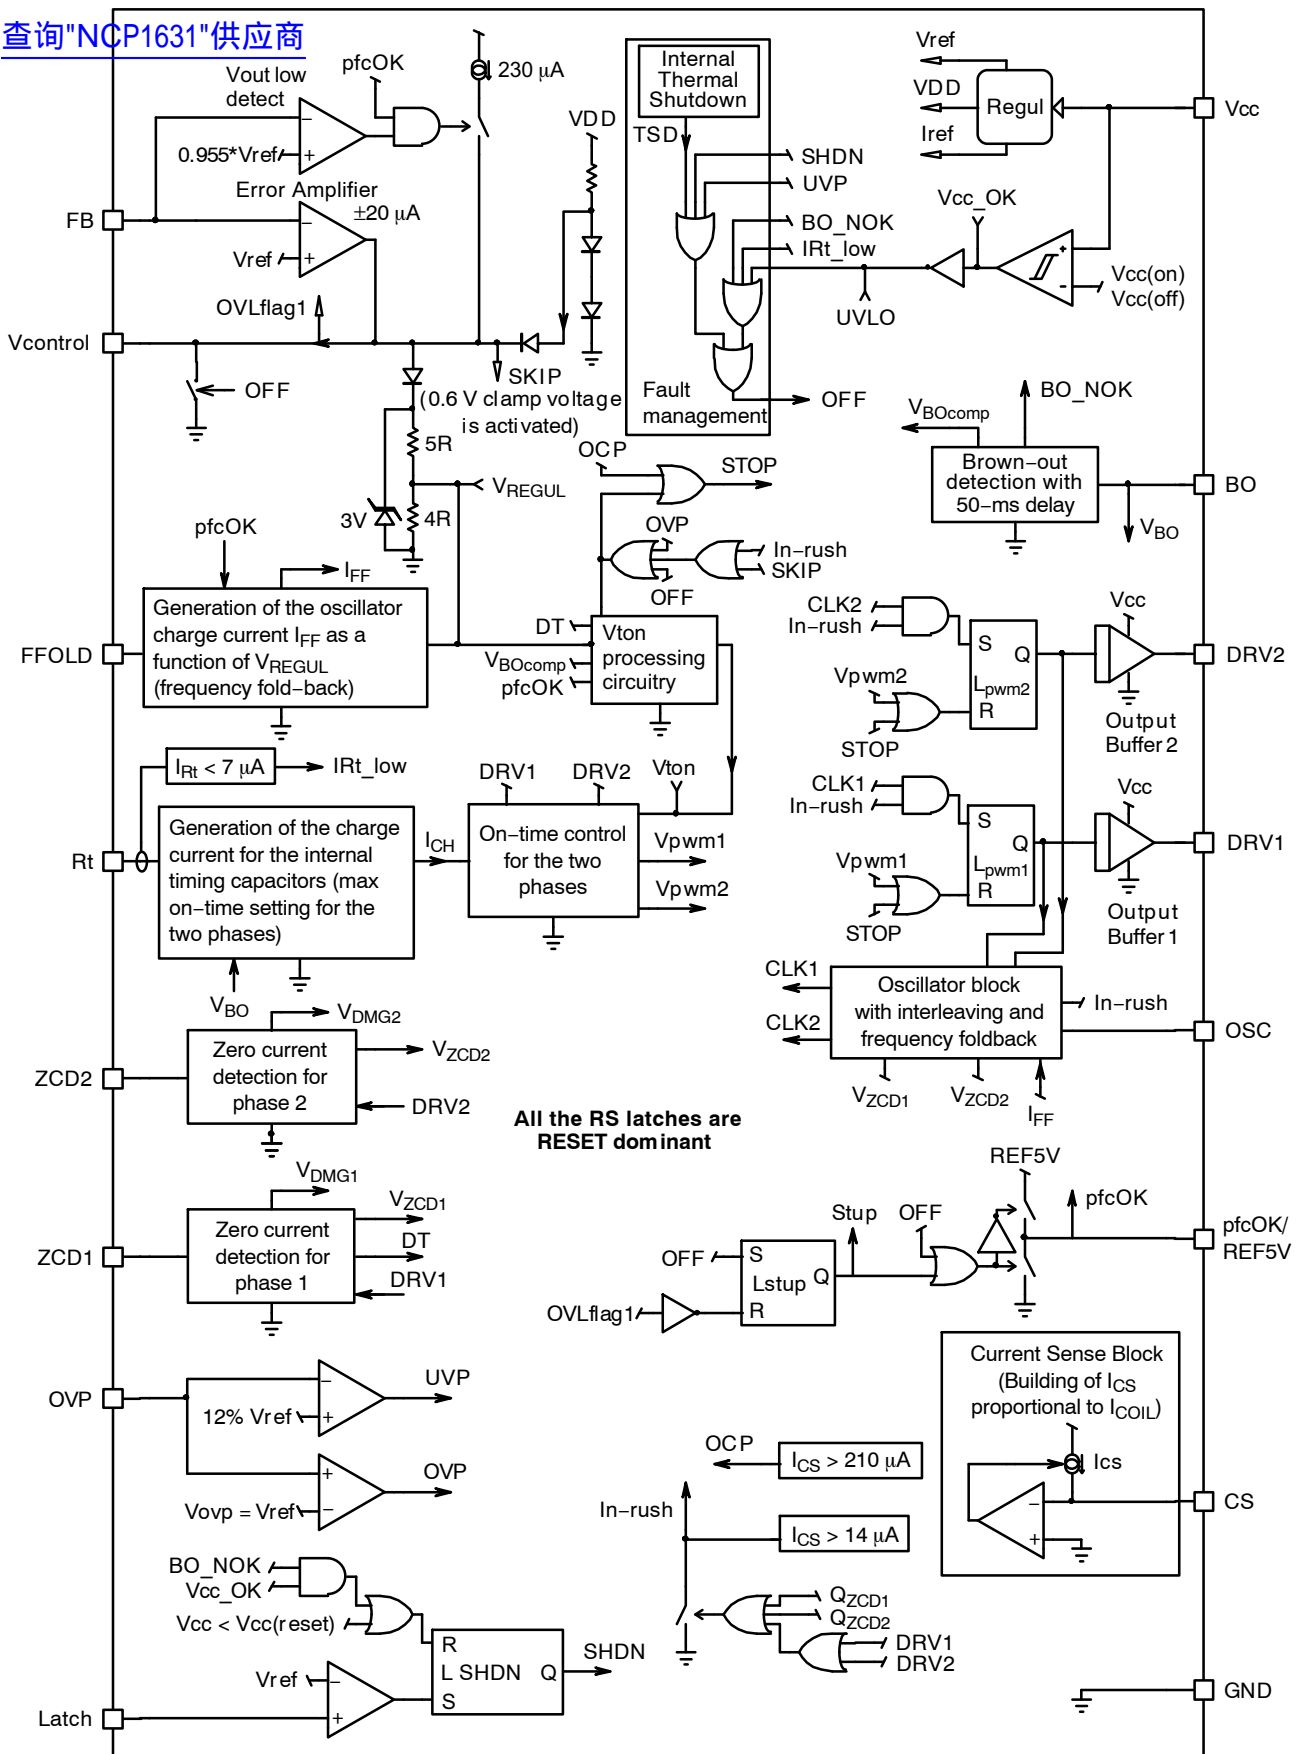 查询"NCP1631"供应商
Vout low
detect
pfcOK
230 μA
0.955*Vref
Error Amplifier
±20 μA
FB
Vref
VDD
OVLflag1
Vcontrol
OFF
SKIP
(0.6 V clamp voltage
is activated)
5R
VREGUL
4R
3V
Internal
Thermal
Shutdown
TSD
SHDN
UVP
BO_NOK
IRt_low
UVLO
Fault
management
OFF
Vref
VDD
Iref
Regul
Vcc
Vcc_OK
+
-
Vcc(on)
Vcc(off)
BO_NOK
VBOcomp
Brown−out
detection with
50−ms delay
BO
VBO
OCP
STOP
OVP
In−rush
SKIP
OFF
pfcOK
IFF
Generation of the oscillator
charge current IFF as a
function of VREGUL
(frequency fold−back)
FFOLD
DT
VBOcomp
pfcOK
Vton
processing
circuitry
CLK2
In−rush
S
Q
Lpwm2
R
Vpwm2
STOP
Vcc
DRV2
Output
Buffer 2
IRt < 7 μA
IRt_low
Rt
Generation of the charge
current for the internal
timing capacitors (max
on−time setting for the
two phases)
ICH
VBO
DRV1
DRV2
Vton
On−time control
for the two
phases
Vpwm1
Vpwm2
CLK1
In−rush
S
Q
Lpwm1
R
Vpwm1
STOP
Vcc
DRV1
Output
Buffer 1
CLK1
CLK2
Oscillator block
with interleaving and
frequency foldback
In−rush
OSC
VZCD1
VZCD2
IFF
VDMG2
Zero current
detection for
phase 2
VZCD2
DRV2
ZCD2
All the RS latches are
RESET dominant
VDMG1
Zero current
detection for
phase 1
VZCD1
DT
DRV1
ZCD1
REF5V
pfcOK
Stup
OFF
OFF
S
Lstup
Q
R
OVLflag1
pfcOK/
REF5V
OVP
UVP
12% Vref
OVP
Vovp = Vref
Current Sense Block
(Building of ICS
proportional to ICOIL)
Ics
CS
OCP
ICS > 210 μA
In−rush
ICS > 14 μA
QZCD1
QZCD2
DRV1
DRV2
BO_NOK
Vcc_OK
Vcc < Vcc(reset)
R
L SHDN
Q
S
SHDN
Vref
Latch
GND